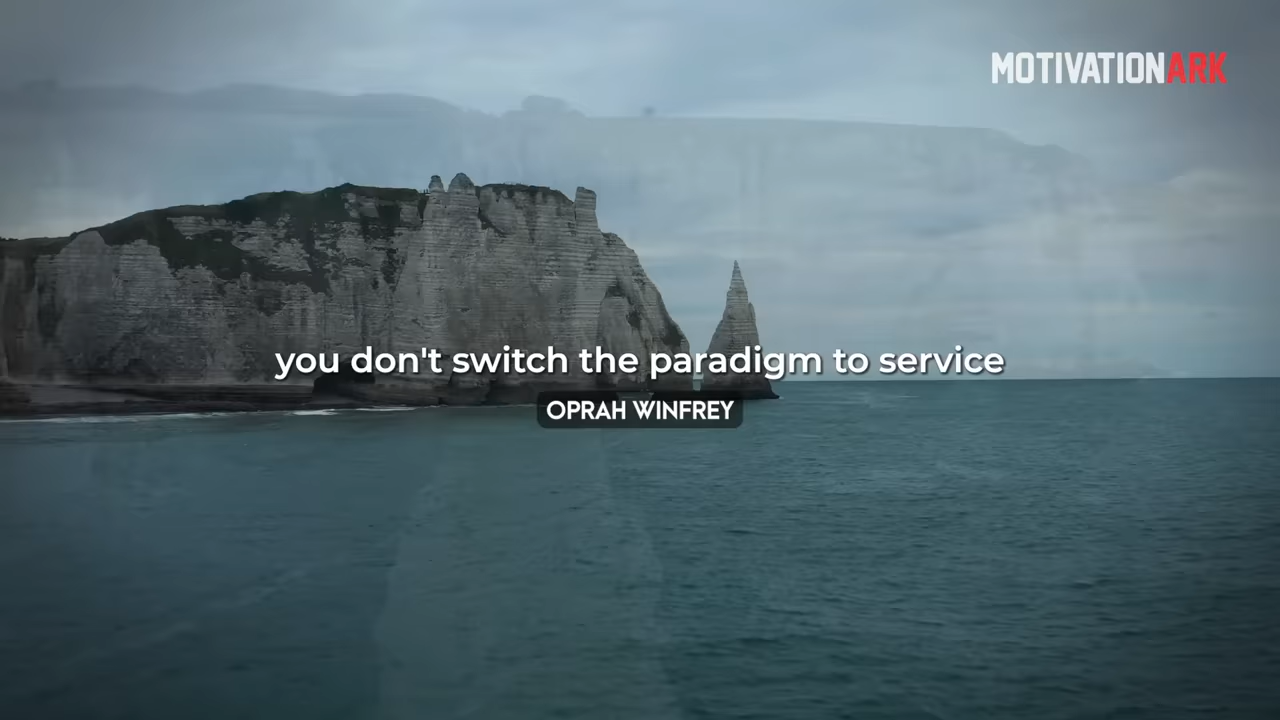 MOTIVATIONARK
you don't switch the paradigm to service
OPRAH WINFREY